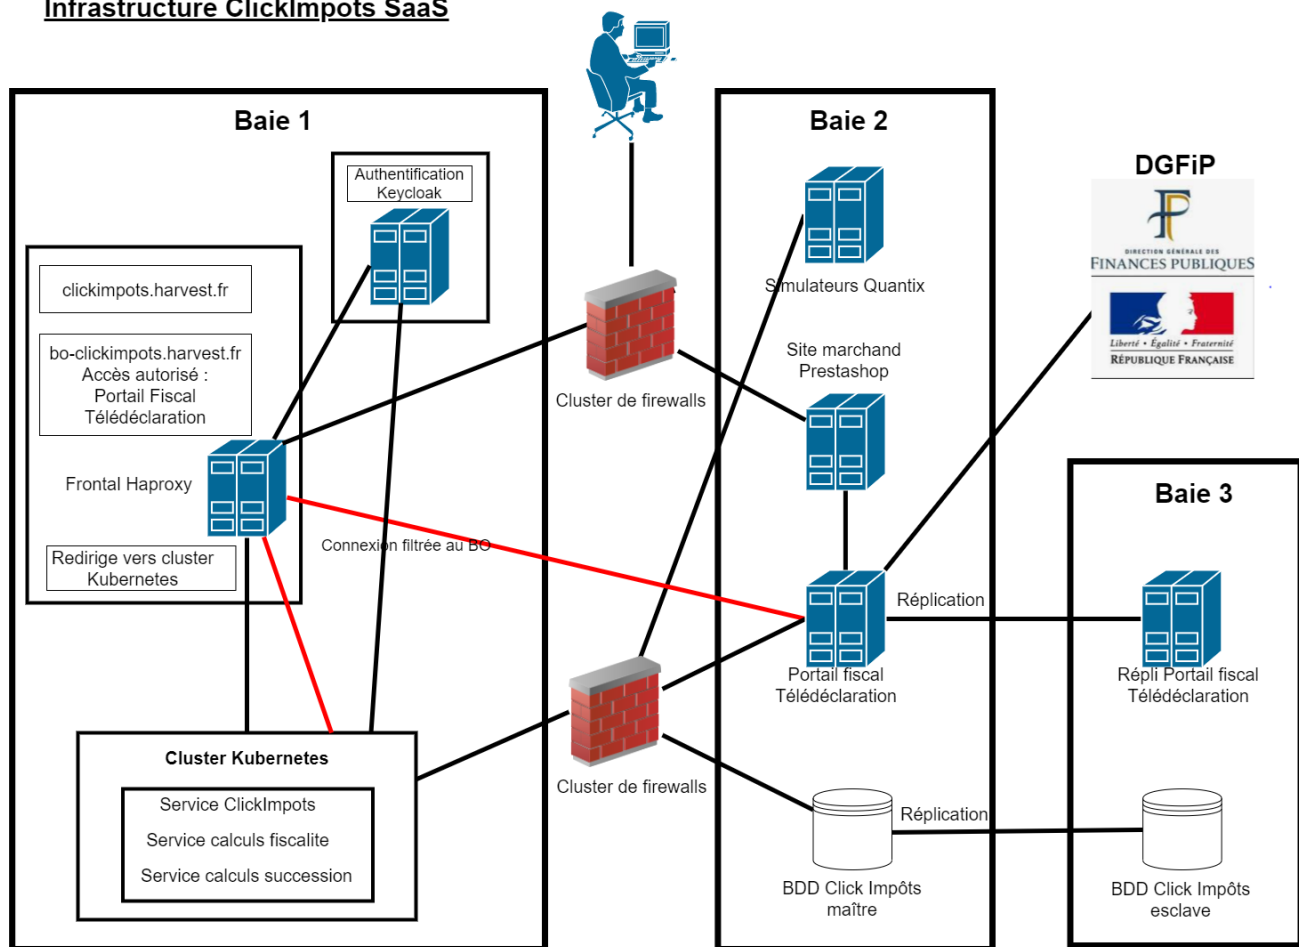 Infrastructure ClickImpots SaaS
Baie 1
Authentification
Keycloak
clickimpots.harvest.fr
bo-clickimpots.harvest.fr
Accès autorisé :
Portail Fiscal
Télédéclaration
Frontal Haproxy
Redirige vers cluster
Kubernetes
Connexion filtrée au BO
Cluster Kubernetes
Service ClickImpots
Service calculs fiscalite
Service calculs succession
Cluster de firewalls
Cluster de firewalls
Baie 2
Simulateurs Quantix
Site marchand
Prestashop
Portail fiscal
Télédéclaration
BDD Click Impôts
maître
Réplication
Réplication
DGFiP
DIRECTION GÉNÉRALE DES
FINANCES PUBLIQUES
Liberté • Égalité • Fraternité
RÉPUBLIQUE FRANÇAISE
Baie 3
Répli Portail fiscal
Télédéclaration
BDD Click Impôts
esclave